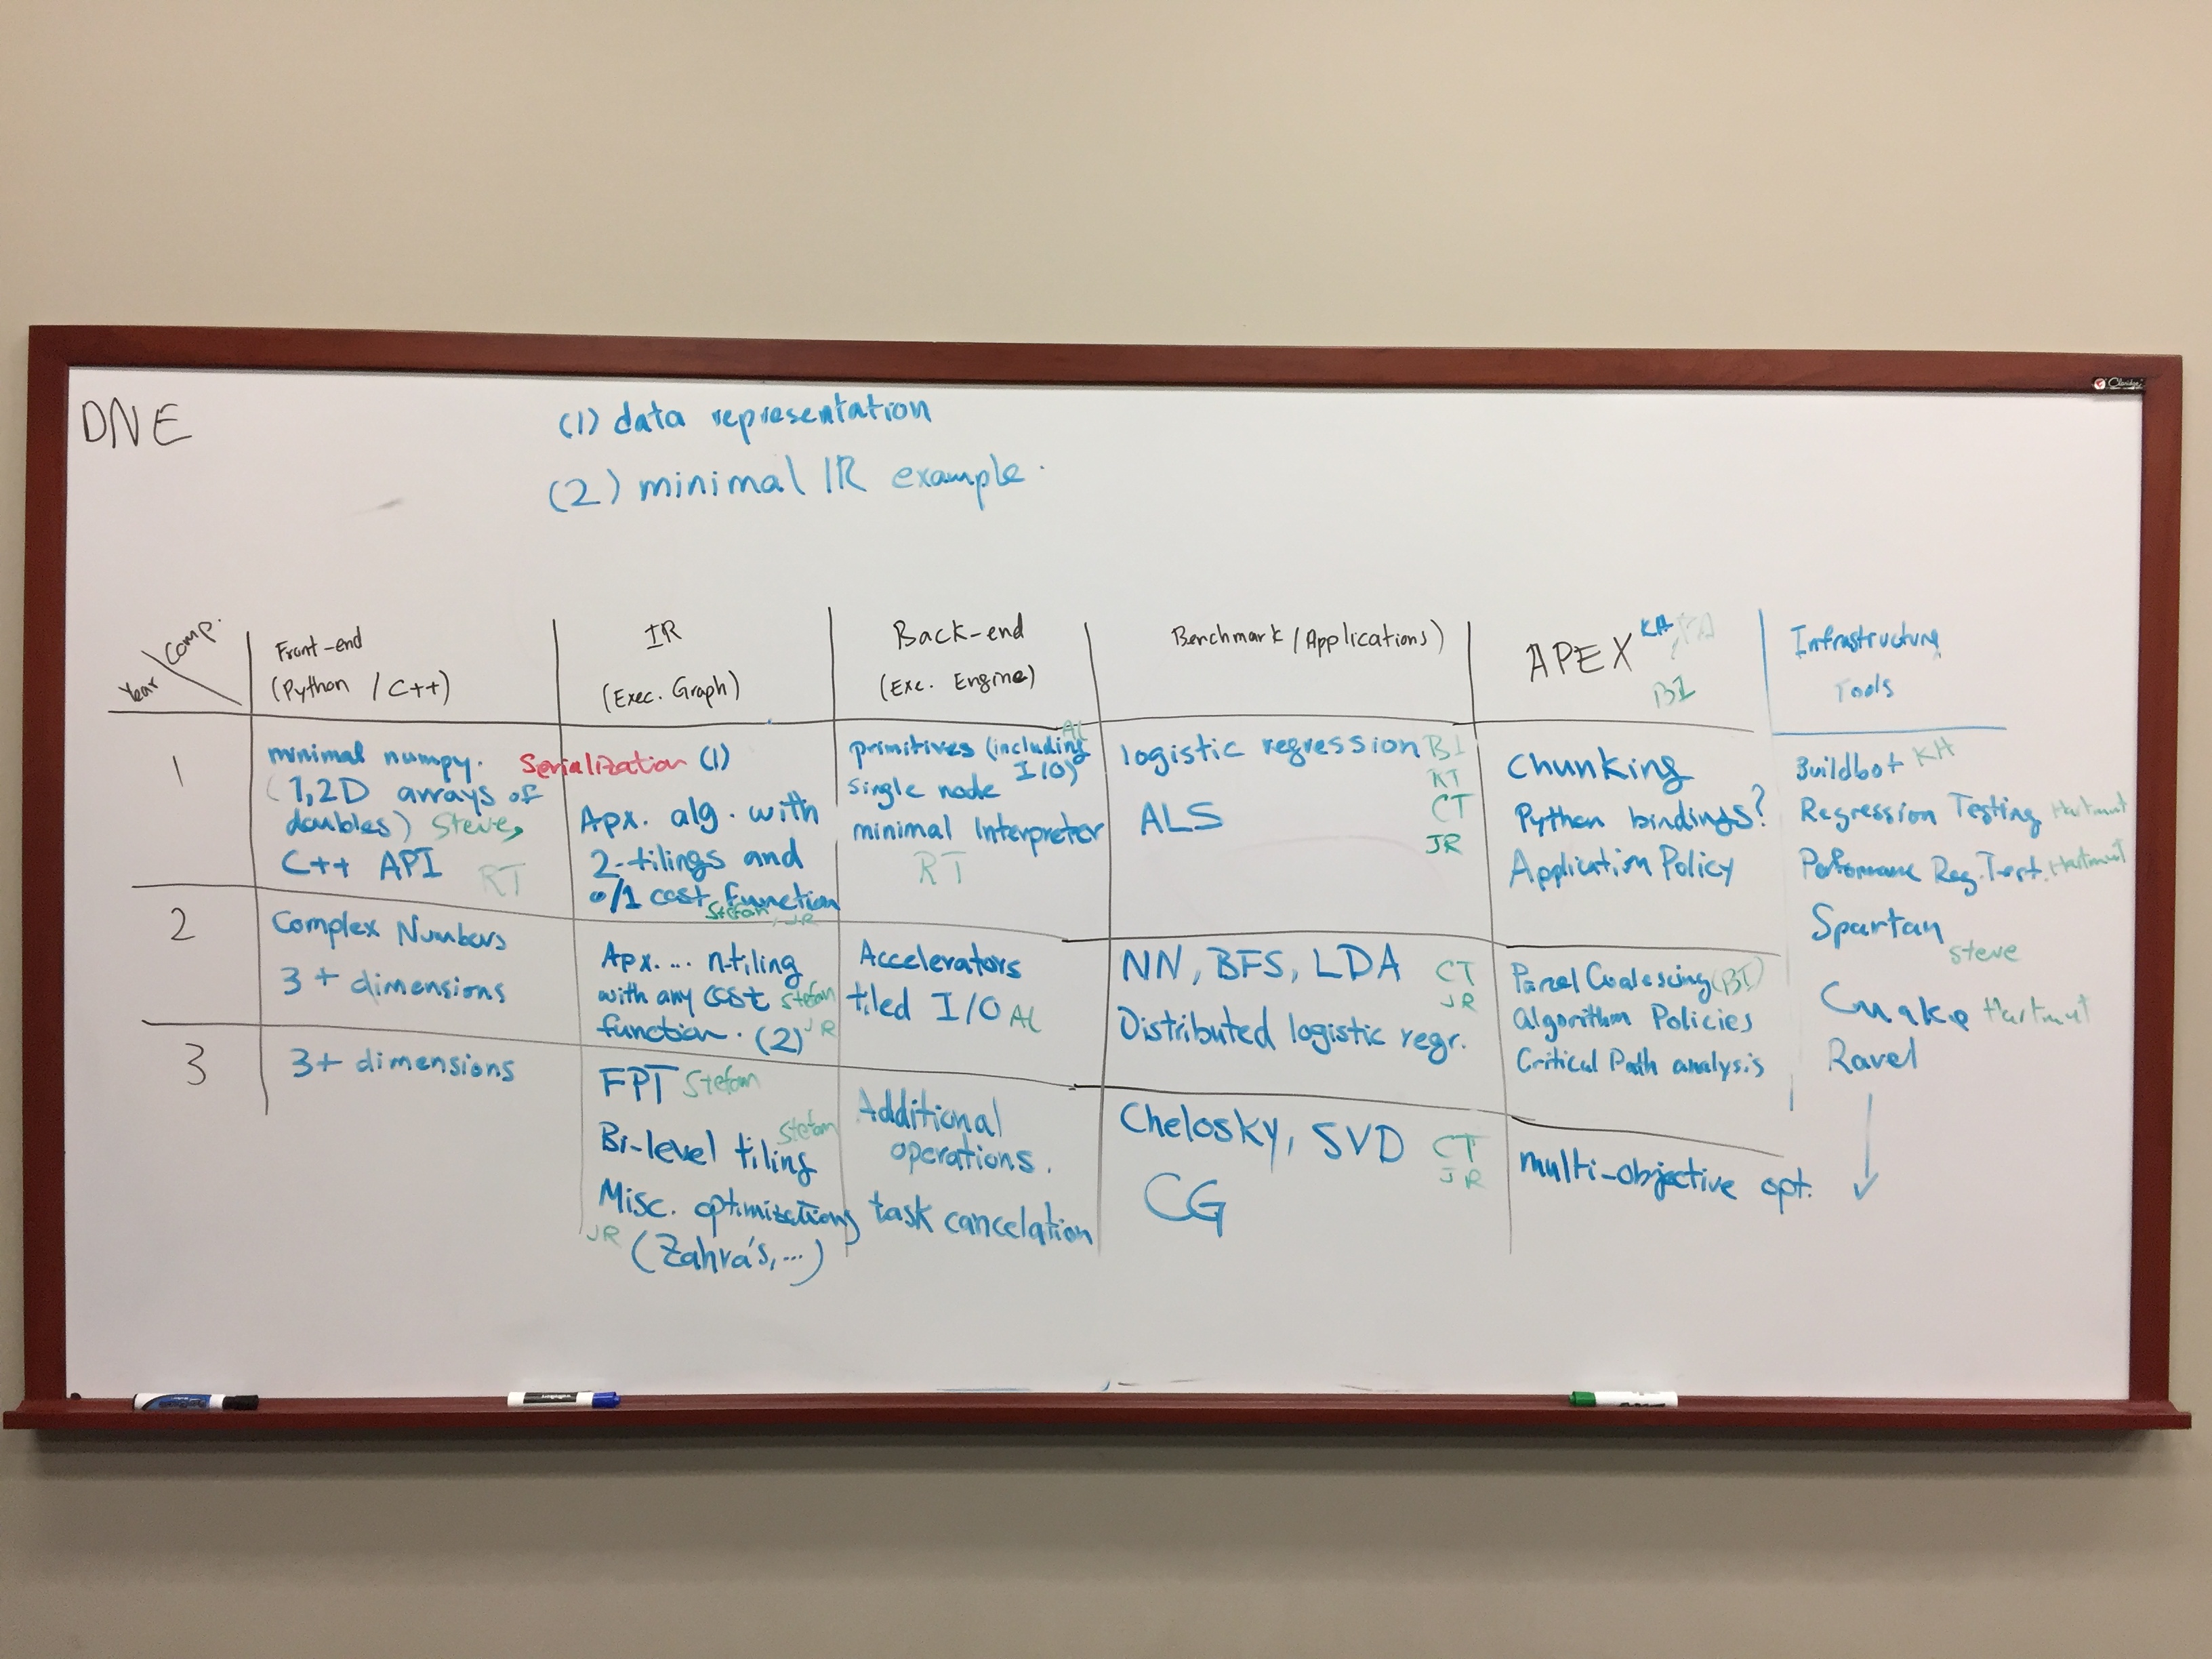 DNE
(1) data representation
(2) minimal IR example.
Year / Comp.
Front-end
(Python / C++)
IR
(Exec. Graph)
Back-end
(Exe. Engine)
Benchmark / Applications)
APEX KA
BI
Infrastructure
Tools
1
minimal numpy.
(1,2D arrays of
doubles) Steve,
C++ API RT
Serialization (1)
Apx. alg. with
2-tilings and
0/1 cost function
Stefan, JR
primitives (including AL
I/O)
single node
minimal Interpreter
RT
logistic regression BI
RT
ALS CT
JR
Chunking
Python bindings?
Application Policy
Buildbot KH
Regression Testing Hartmut
Performance Reg. Test. Hartmut
Spartan
Steve
Cmake Hartmut
Ravel
2
Complex Numbers
3+ dimensions
Apx. ... n-tiling
with any cost Stefan
function. (2) JR
Accelerators
tiled I/O AL
NN, BFS, LDA CT
JR
Distributed logistic regr.
Parcel Coalescing (BI)
Algorithm Policies
Critical Path analysis
3
3+ dimensions
FPT Stefan
Stefan
Bi-level tiling
Misc. optimizations
JR (Zahra's, ...)
Additional
operations.
task cancelation
Chelosky, SVD CT
JR
CG
multi-objective opt.